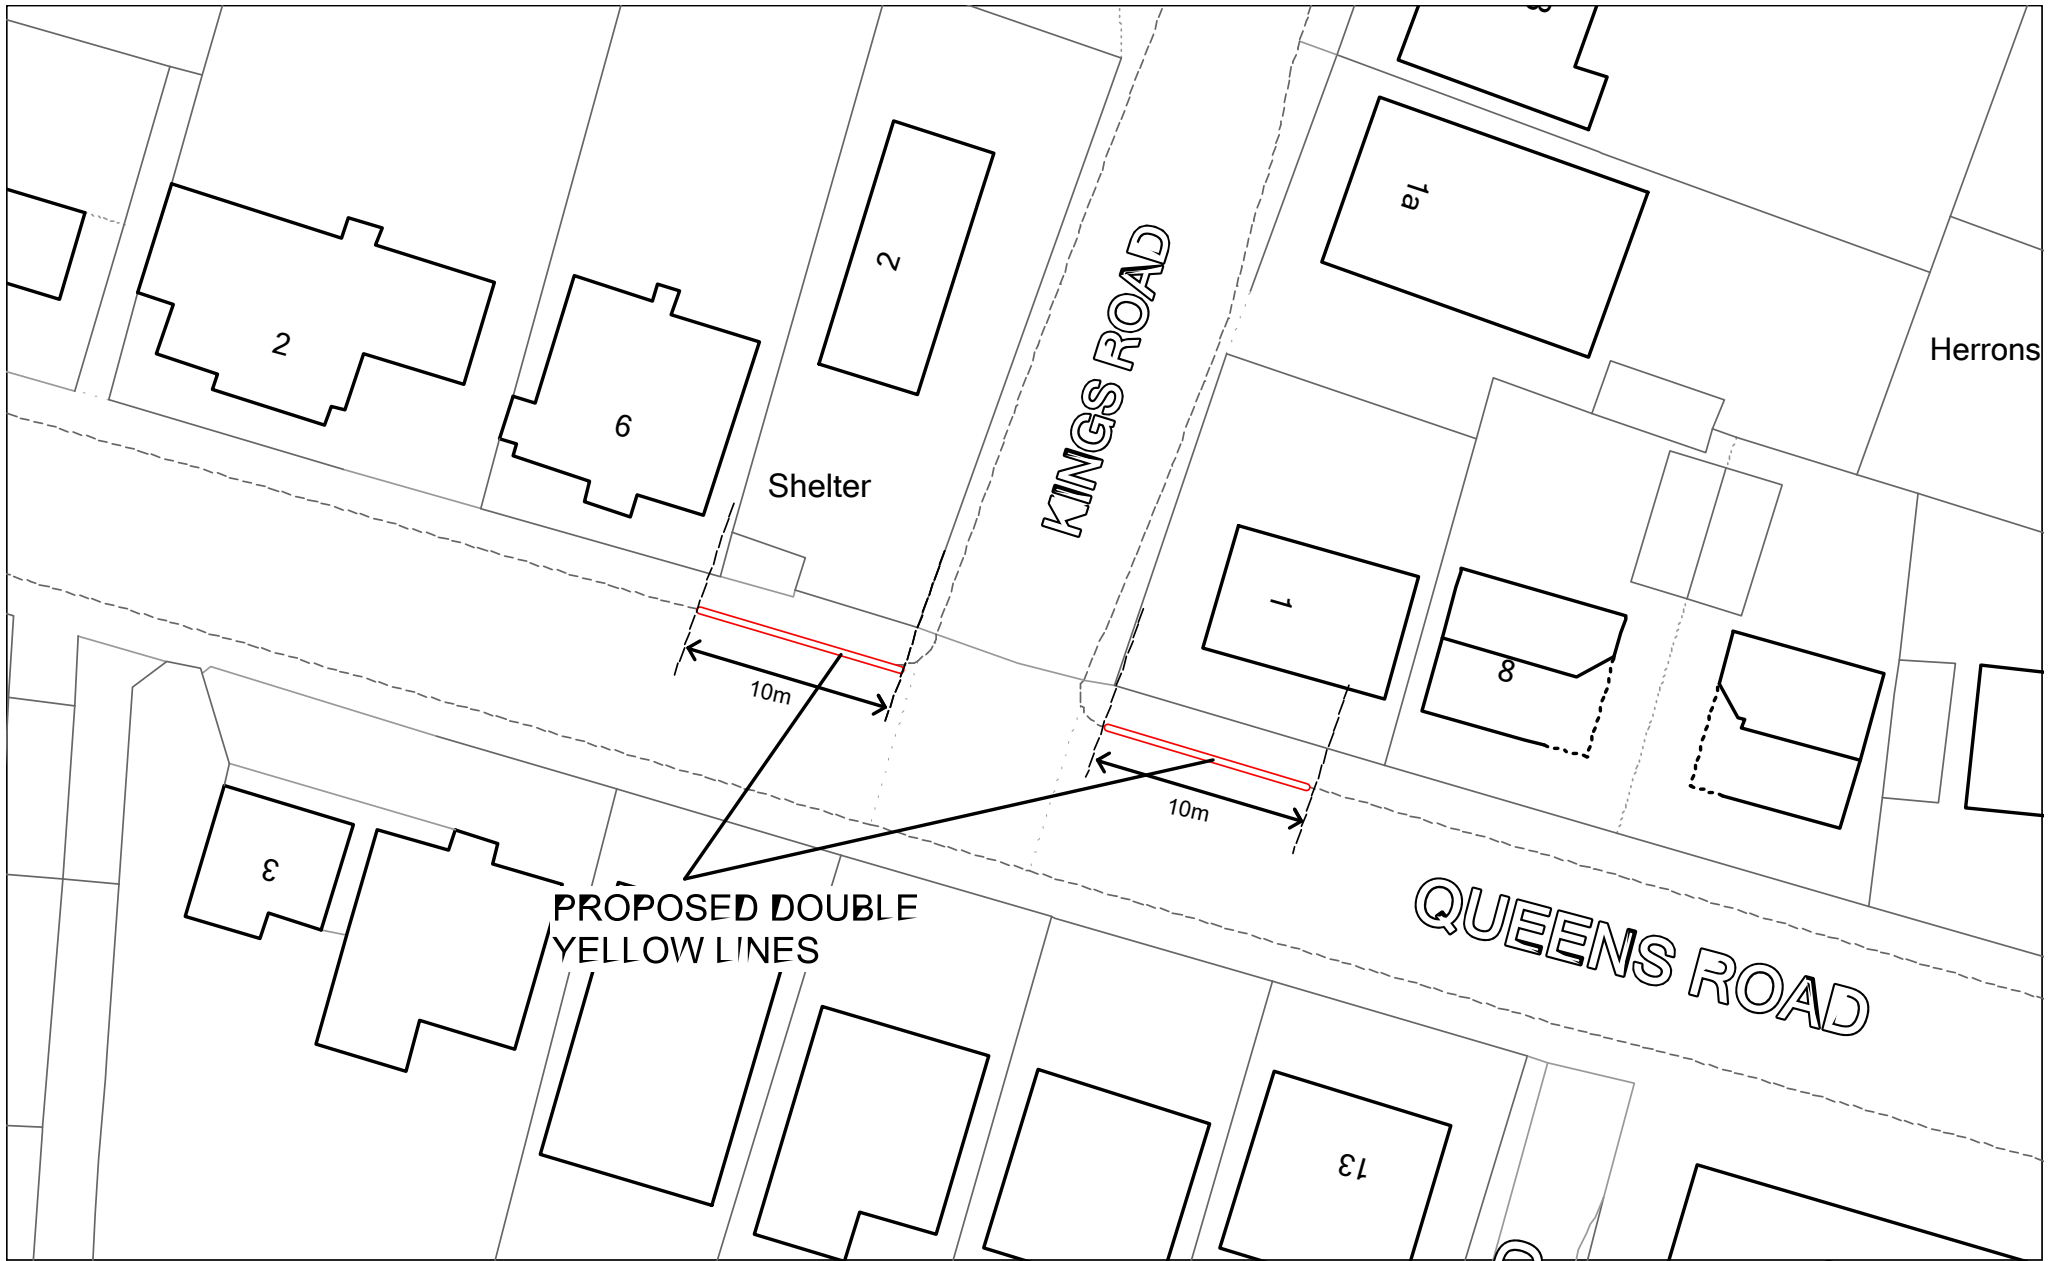 1a
2
KINGS ROAD
Herrons
2
6
Shelter
1
8
10m
10m
3
PROPOSED DOUBLE
YELLOW LINES
QUEENS ROAD
13